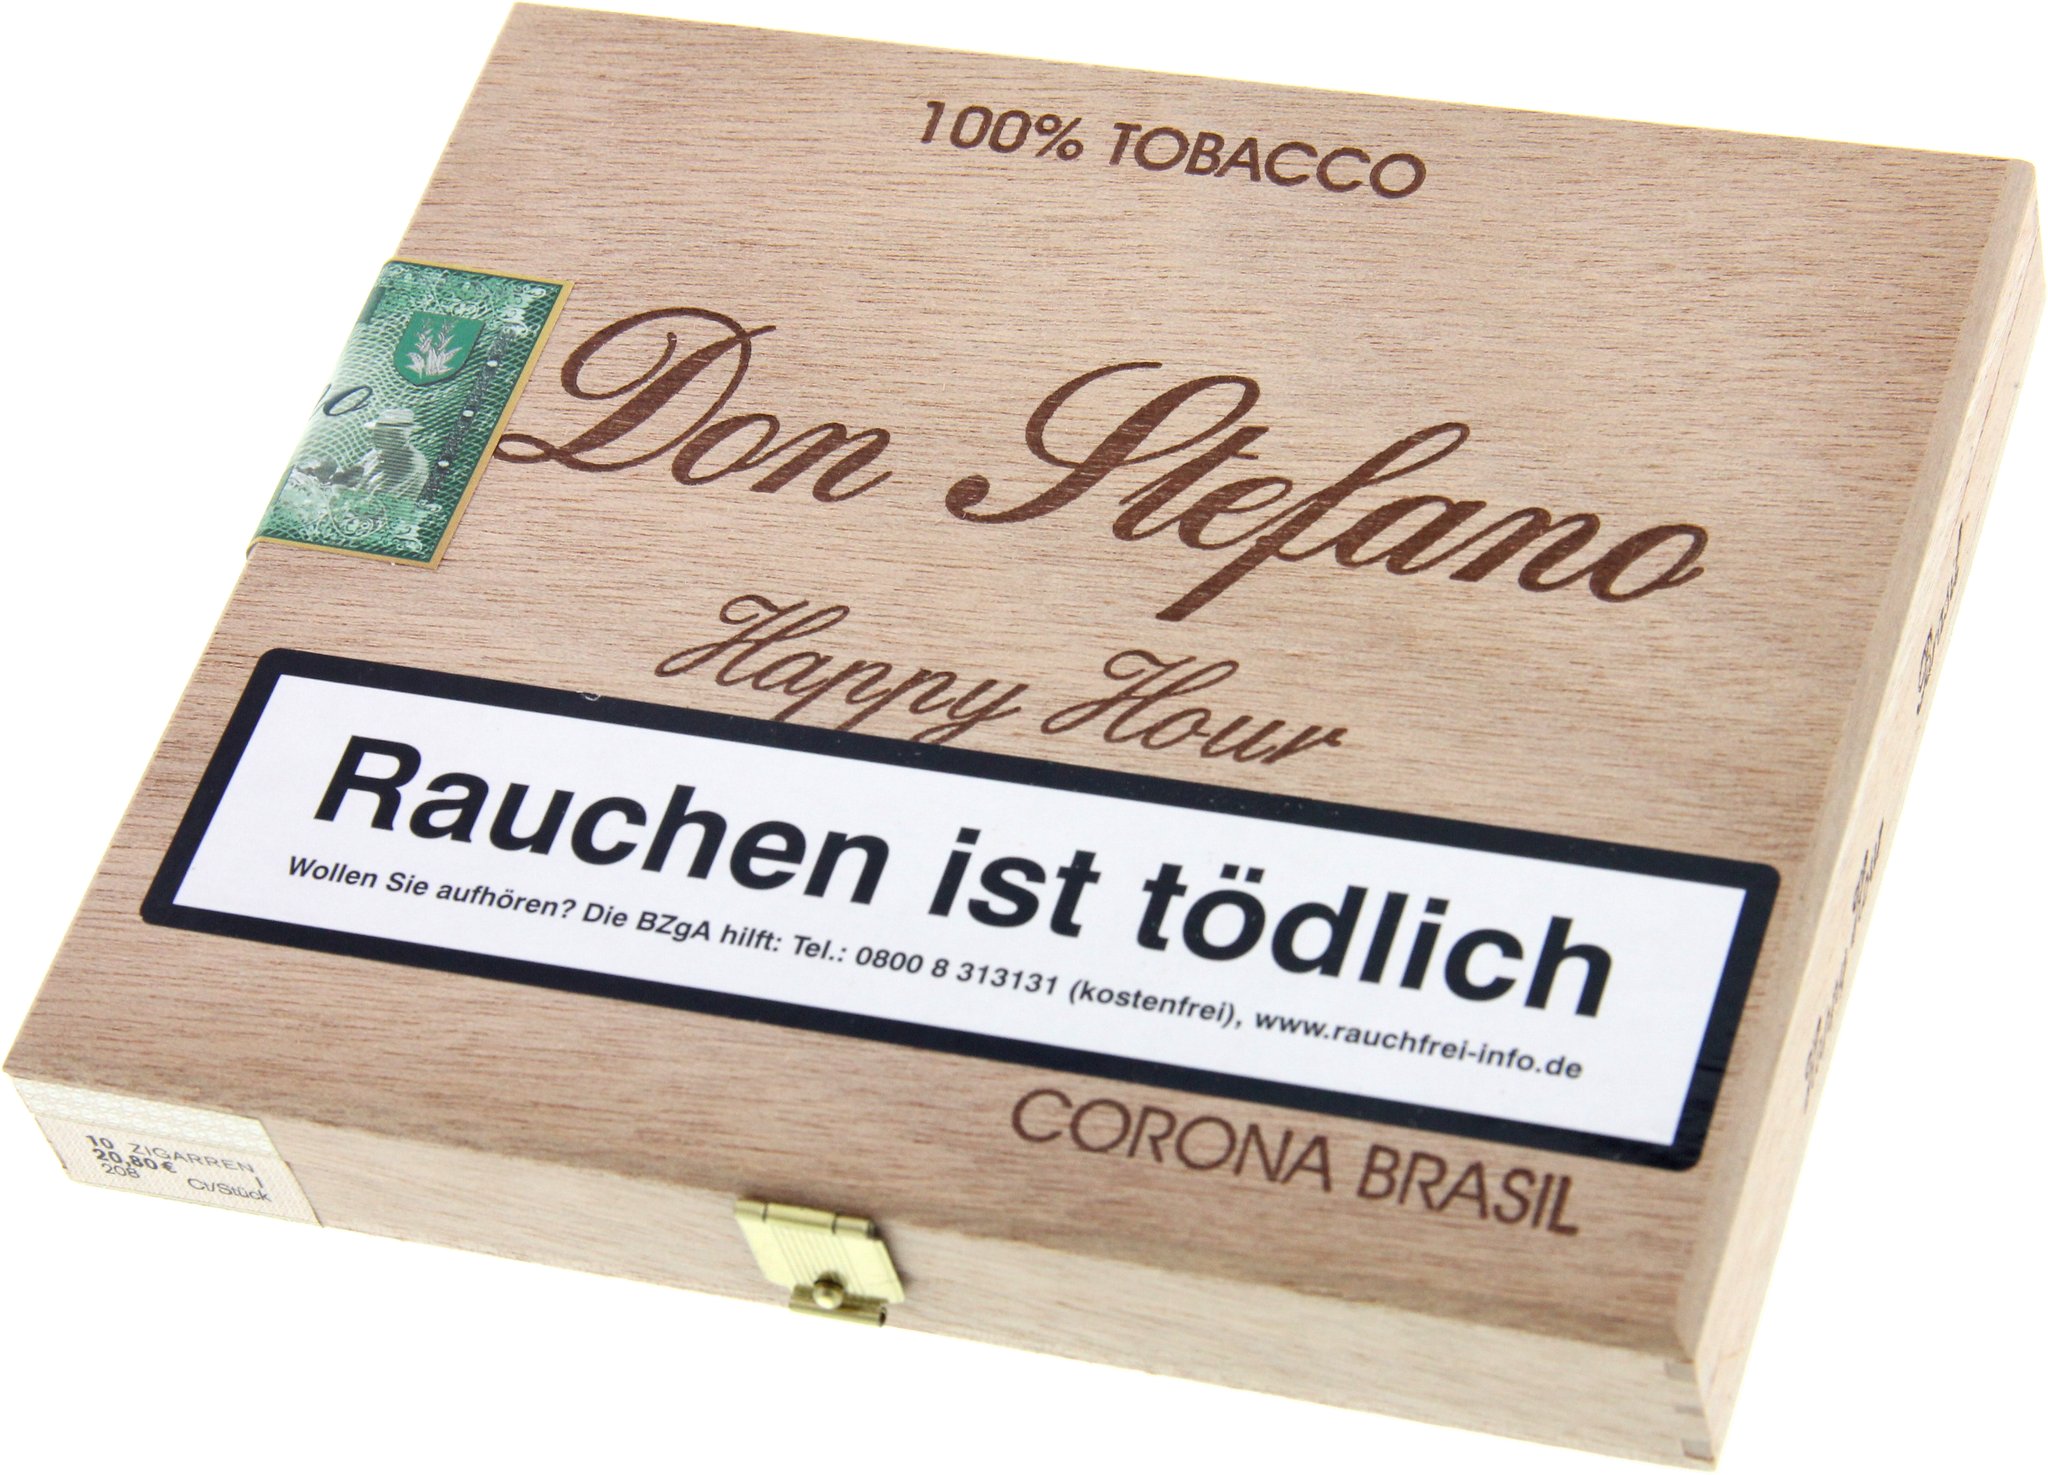 100% TOBACCO
Don Stefano
Happy Hour
Rauchen ist tödlich
Wollen Sie aufhören? Die BZgA hilft: Tel.: 0800 8 313131 (kostenfrei), www.rauchfrei-info.de
CORONA BRASIL
10 ZIGARREN
20,80 € I
208 Ct/Stück